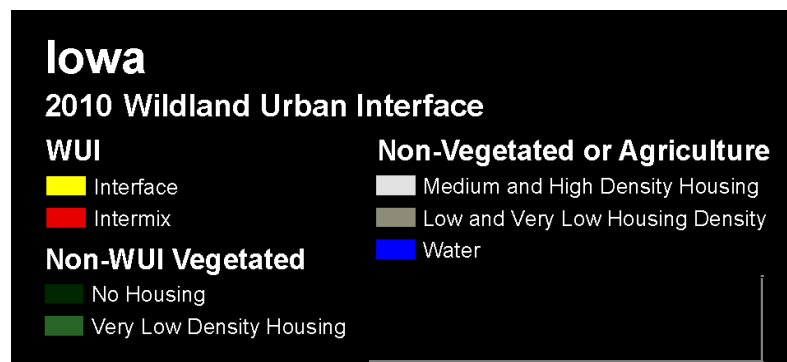 Iowa
2010 Wildland Urban Interface
WUI
Interface
Intermix
Non-WUI Vegetated
No Housing
Very Low Density Housing
Non-Vegetated or Agriculture
Medium and High Density Housing
Low and Very Low Housing Density
Water